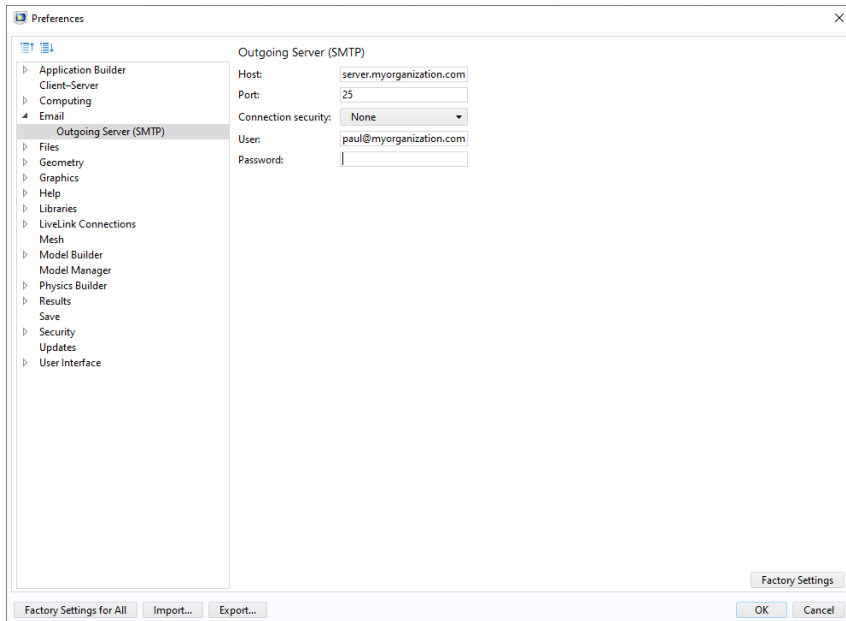 Preferences
Application Builder
Client–Server
Computing
Email
Outgoing Server (SMTP)
Files
Geometry
Graphics
Help
Libraries
LiveLink Connections
Mesh
Model Builder
Model Manager
Physics Builder
Results
Save
Security
Updates
User Interface
Outgoing Server (SMTP)
Host: server.myorganization.com
Port: 25
Connection security: None
User: paul@myorganization.com
Password:
Factory Settings
Factory Settings for All Import... Export... OK Cancel